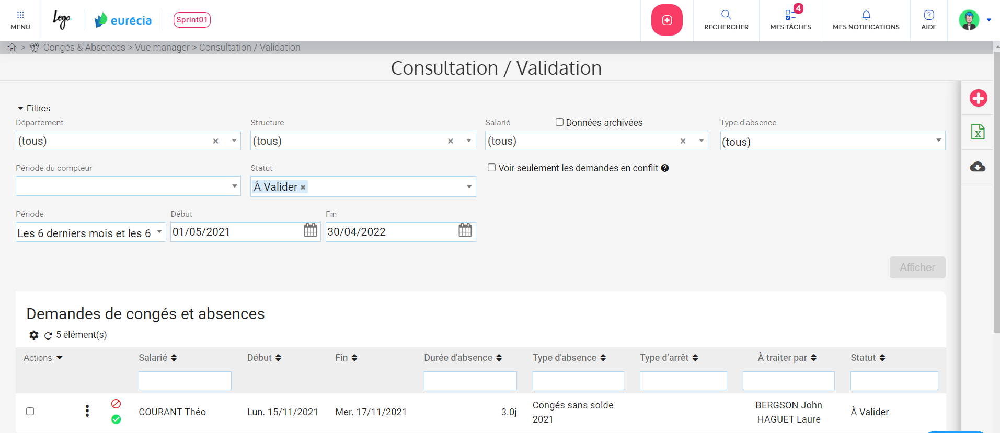 MENU
Logo
eurécia
Sprint01
RECHERCHER
4
MES TÂCHES
MES NOTIFICATIONS
AIDE
> Congés & Absences > Vue manager > Consultation / Validation
Consultation / Validation
Filtres
Département
Structure
Salarié
Données archivées
Type d'absence
(tous)
(tous)
(tous)
(tous)
Période du compteur
Statut
Voir seulement les demandes en conflit
À Valider
Période
Début
Fin
Les 6 derniers mois et les 6
01/05/2021
30/04/2022
Afficher
Demandes de congés et absences
5 élément(s)
Actions
Salarié
Début
Fin
Durée d'absence
Type d'absence
Type d’arrêt
À traiter par
Statut
COURANT Théo
Lun. 15/11/2021
Mer. 17/11/2021
3.0j
Congés sans solde
2021
BERGSON John
HAGUET Laure
À Valider